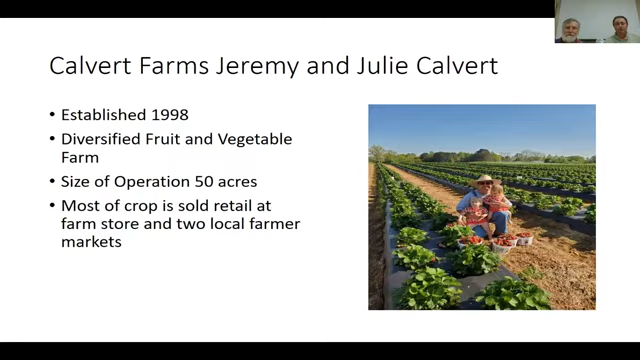 Calvert Farms Jeremy and Julie Calvert
• Established 1998
• Diversified Fruit and Vegetable
Farm
• Size of Operation 50 acres
• Most of crop is sold retail at
farm store and two local farmer
markets